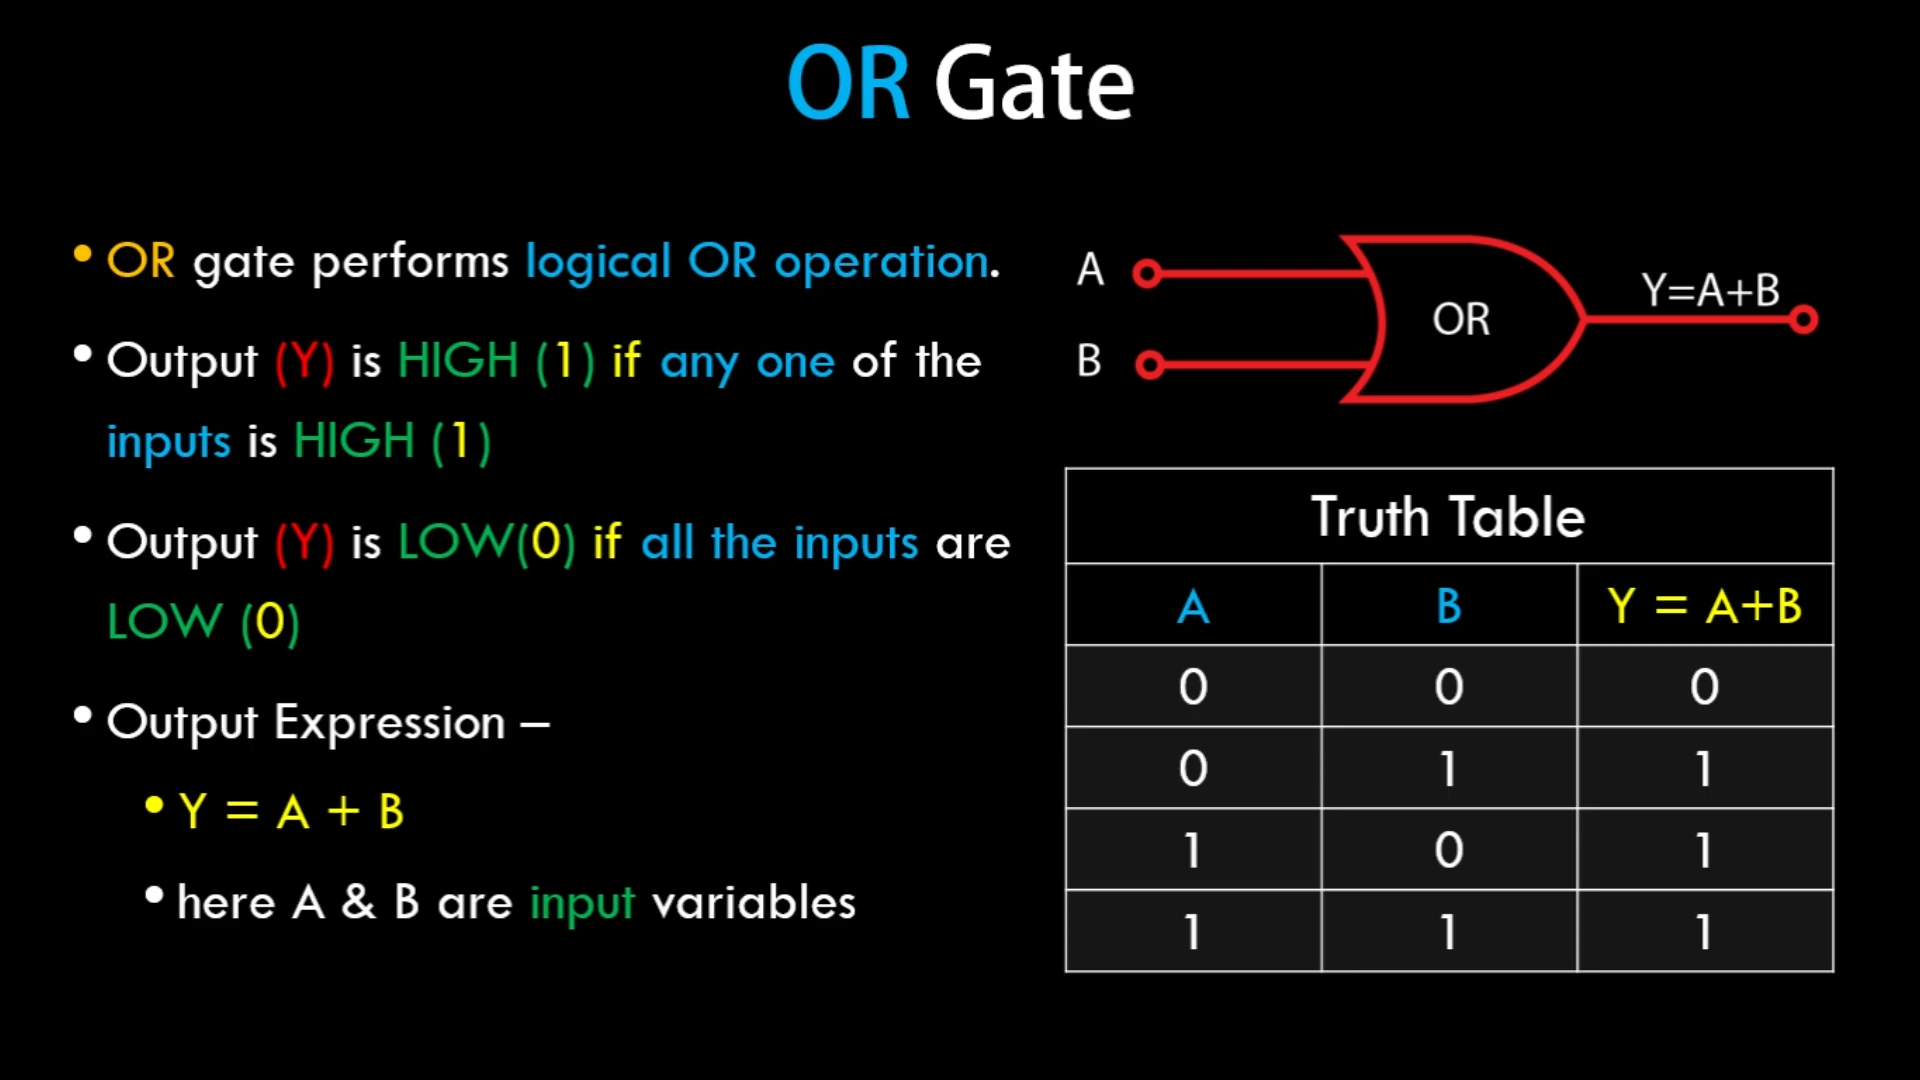 OR Gate
• OR gate performs logical OR operation.
• Output (Y) is HIGH (1) if any one of the
inputs is HIGH (1)
• Output (Y) is LOW(0) if all the inputs are
LOW (0)
• Output Expression –
• Y = A + B
• here A & B are input variables
A
B
OR
Y=A+B
Truth Table
A B Y = A+B
0 0 0
0 1 1
1 0 1
1 1 1